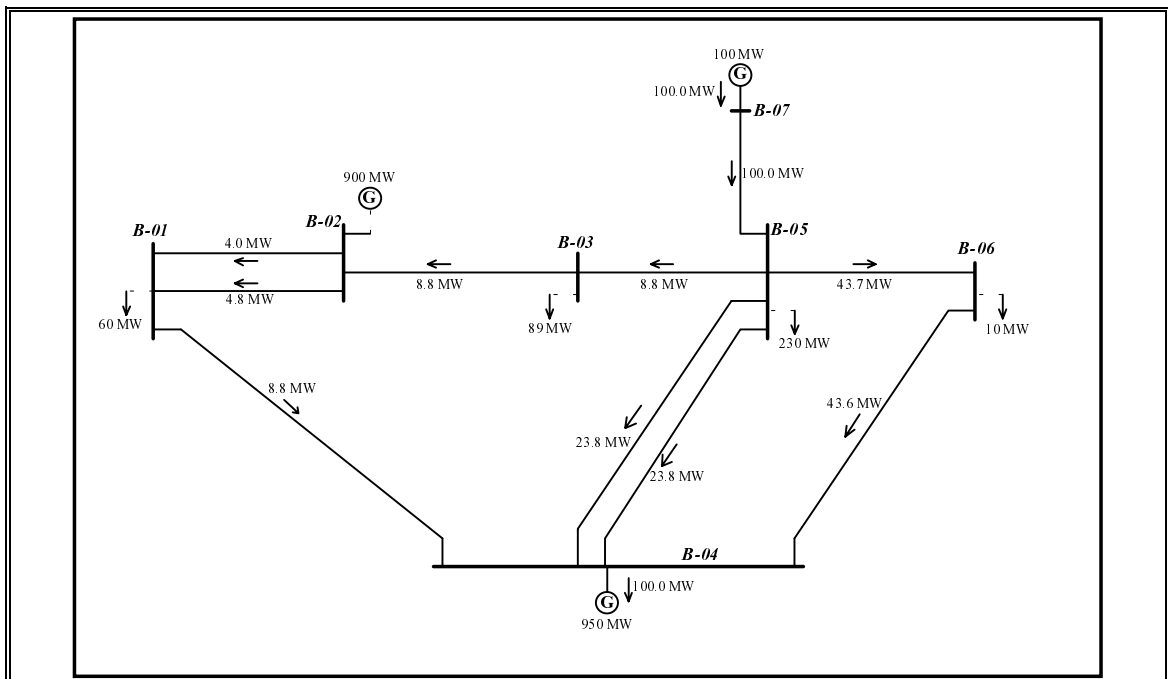 100 MW
G
100.0 MW
B-07
100.0 MW
900 MW
G
B-01
B-02
B-03
B-05
B-06
4.0 MW
8.8 MW
8.8 MW
43.7 MW
4.8 MW
60 MW
89 MW
230 MW
10 MW
8.8 MW
43.6 MW
23.8 MW
23.8 MW
B-04
100.0 MW
G
950 MW